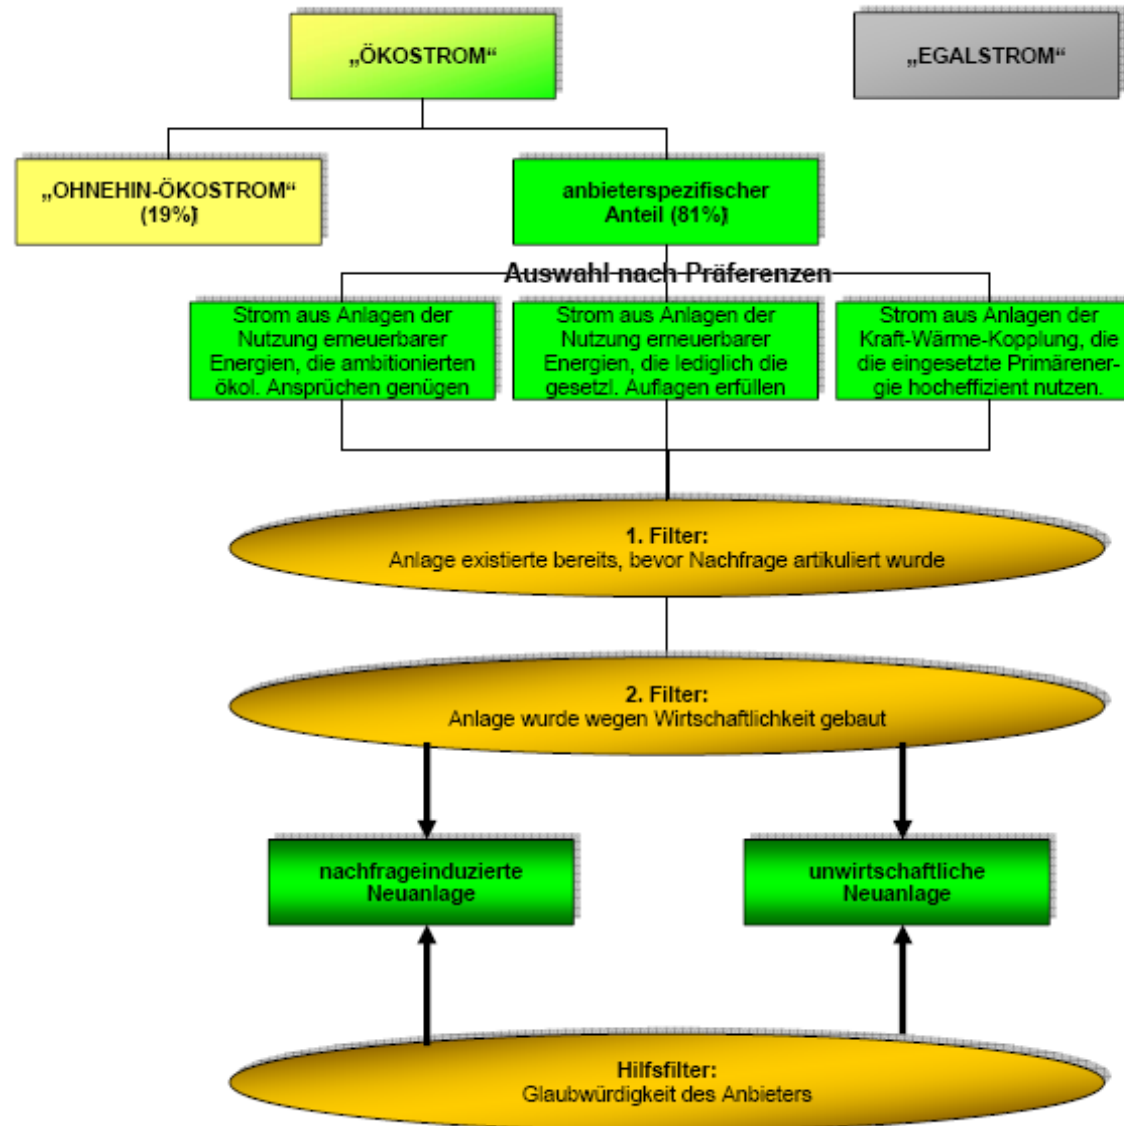 „ÖKOSTROM“
„EGALSTROM“
„OHNEHIN-ÖKOSTROM“
(19%)
anbieterspezifischer
Anteil (81%)
Auswahl nach Präferenzen
Strom aus Anlagen der
Nutzung erneuerbarer
Energien, die ambitionierten
ökol. Ansprüchen genügen
Strom aus Anlagen der
Nutzung erneuerbarer
Energien, die lediglich die
gesetzl. Auflagen erfüllen
Strom aus Anlagen der
Kraft-Wärme-Kopplung, die
die eingesetzte Primärener-
gie hocheffizient nutzen.
1. Filter:
Anlage existierte bereits, bevor Nachfrage artikuliert wurde
2. Filter:
Anlage wurde wegen Wirtschaftlichkeit gebaut
nachfrageinduzierte
Neuanlage
unwirtschaftliche
Neuanlage
Hilfsfilter:
Glaubwürdigkeit des Anbieters